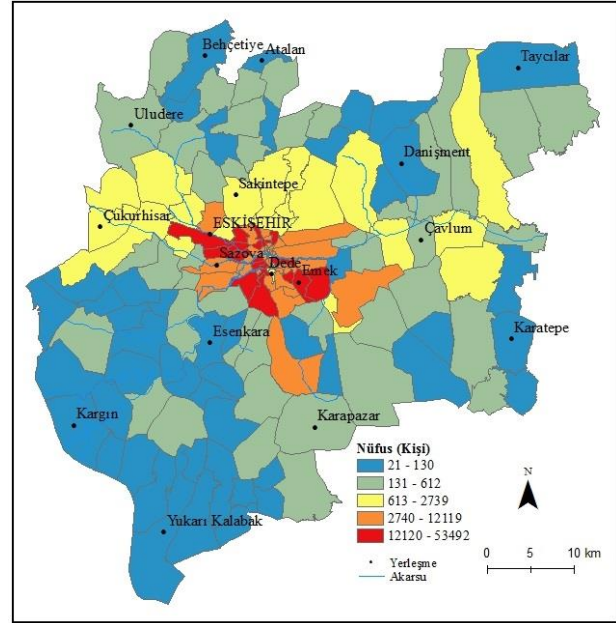 Behçetiye
Atalan
Taycılar
Uludere
Danişment
Sakintepe
Çukurhisar
ESKİŞEHİR
Çavlum
Sazova
Dede
Emek
Esenkara
Karatepe
Kargın
Karapazar
Yukarı Kalabak
Nüfus (Kişi)
21 - 130
131 - 612
613 - 2739
2740 - 12119
12120 - 53492
Yerleşme
Akarsu
N
0 5 10 km